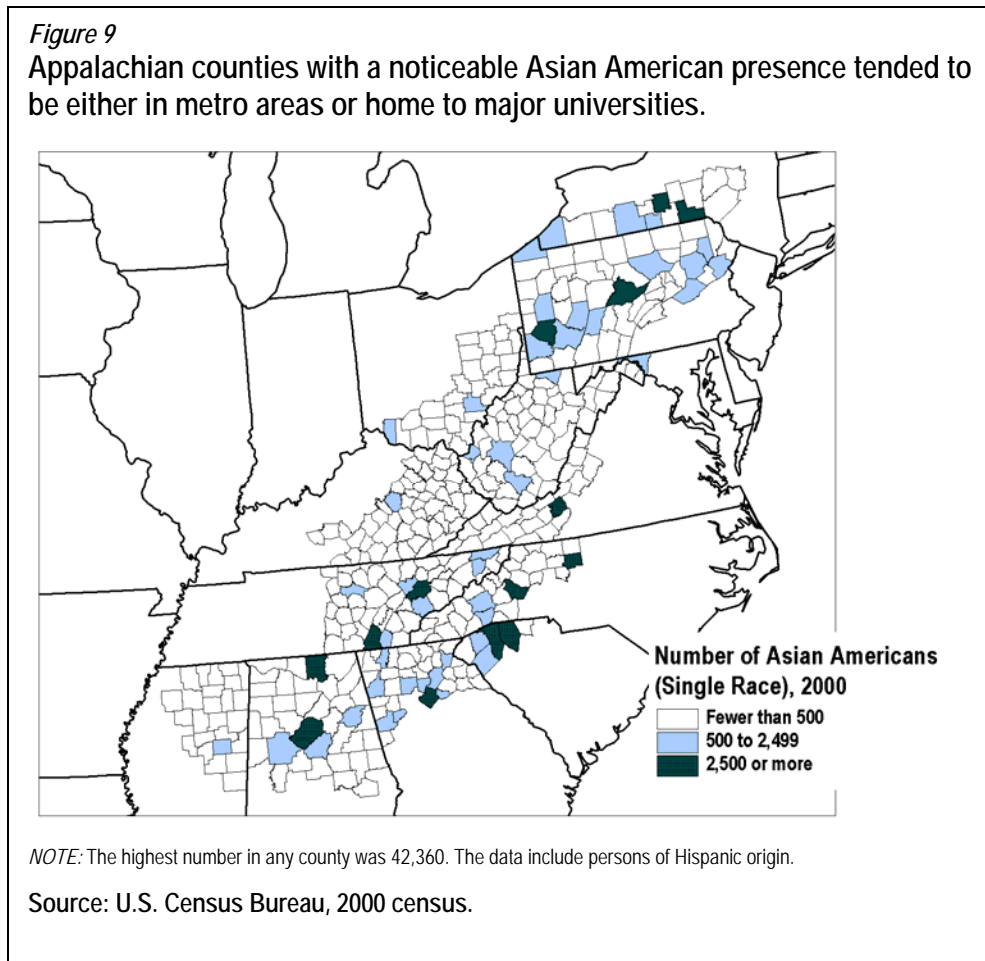 Figure 9
Appalachian counties with a noticeable Asian American presence tended to
be either in metro areas or home to major universities.
Number of Asian Americans
(Single Race), 2000
Fewer than 500
500 to 2,499
2,500 or more
NOTE: The highest number in any county was 42,360. The data include persons of Hispanic origin.
Source: U.S. Census Bureau, 2000 census.